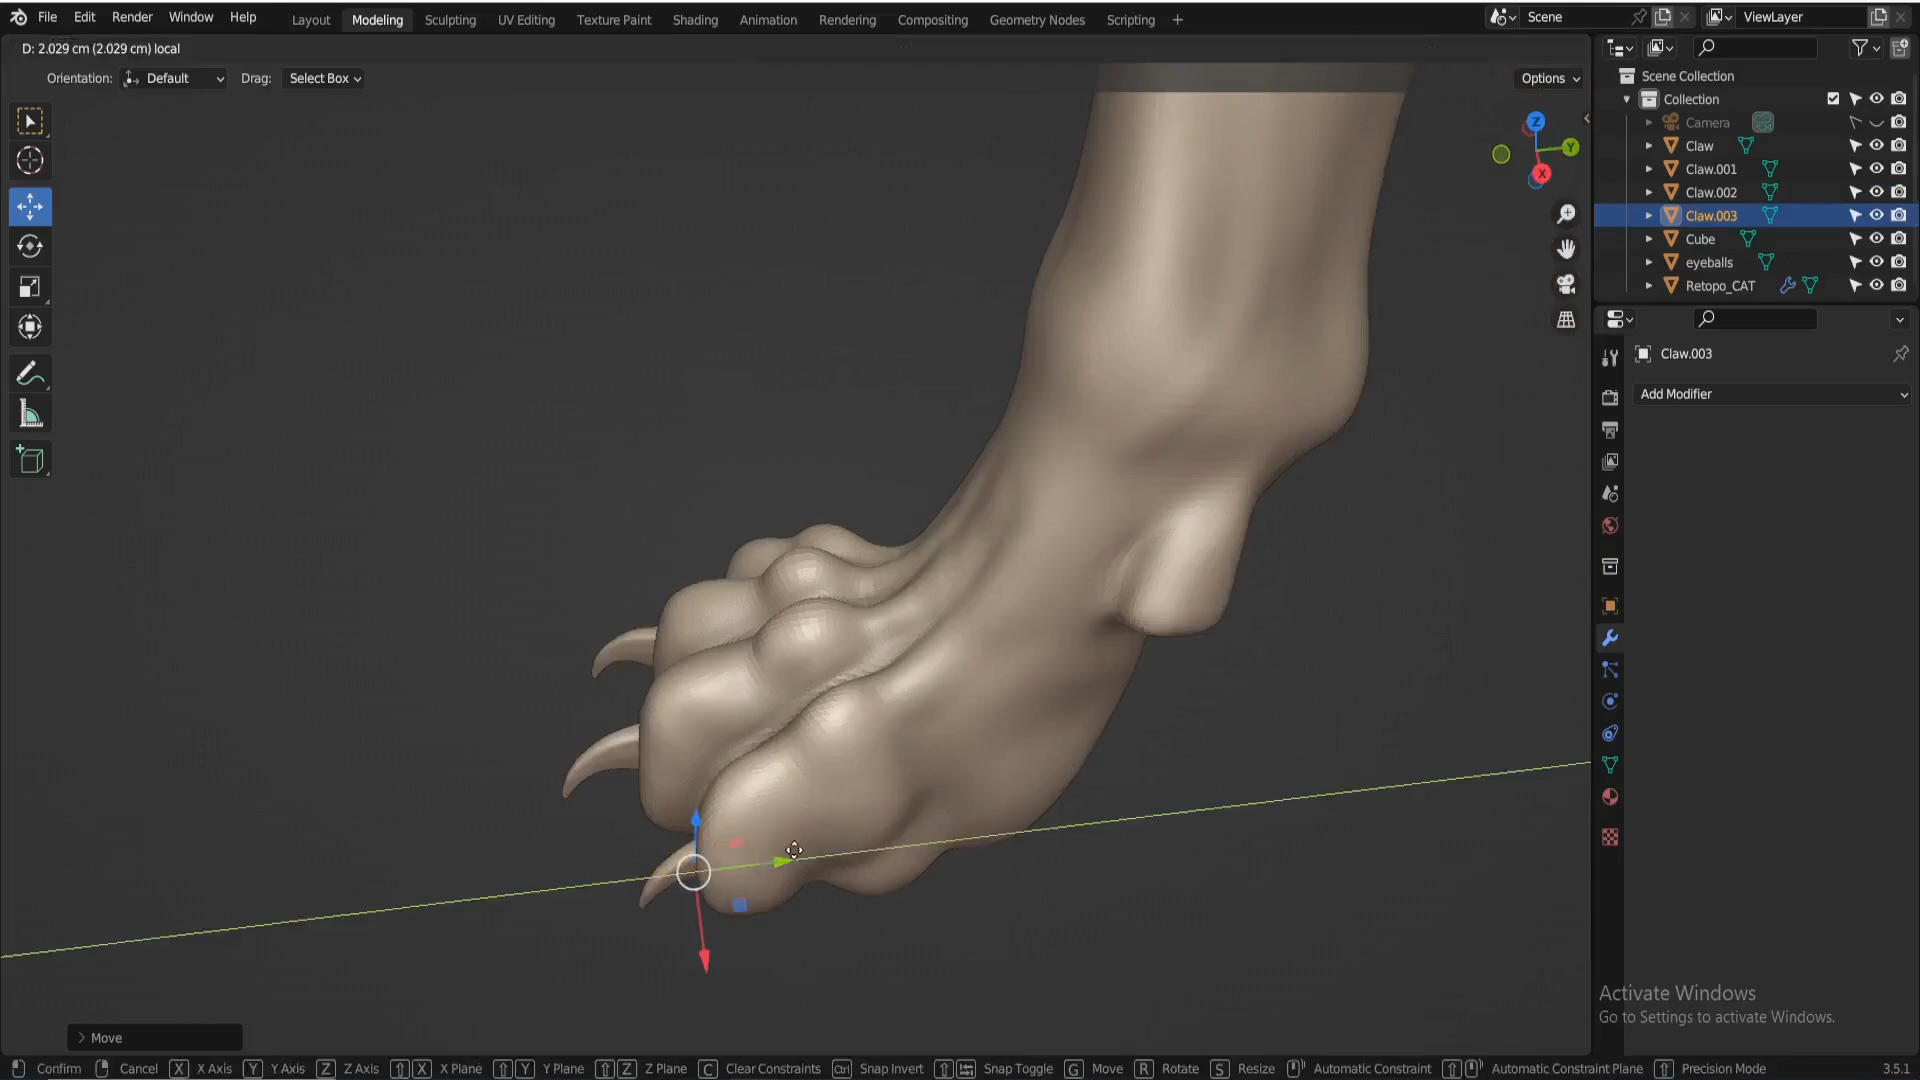 File Edit Render Window Help
Layout Modeling Sculpting UV Editing Texture Paint Shading Animation Rendering Compositing Geometry Nodes Scripting +
Scene
ViewLayer
D: 2.029 cm (2.029 cm) local
Orientation: Default Drag: Select Box
Options
Z
Y
X
Scene Collection
Collection
Camera
Claw
Claw.001
Claw.002
Claw.003
Cube
eyeballs
Retopo_CAT
Claw.003
Add Modifier
Activate Windows
Go to Settings to activate Windows.
Move
Confirm Cancel X X Axis Y Y Axis Z Z Axis X X Plane Y Y Plane Z Z Plane C Clear Constraints Ctrl Snap Invert Snap Toggle G Move R Rotate S Resize Automatic Constraint Automatic Constraint Plane Precision Mode 3.5.1